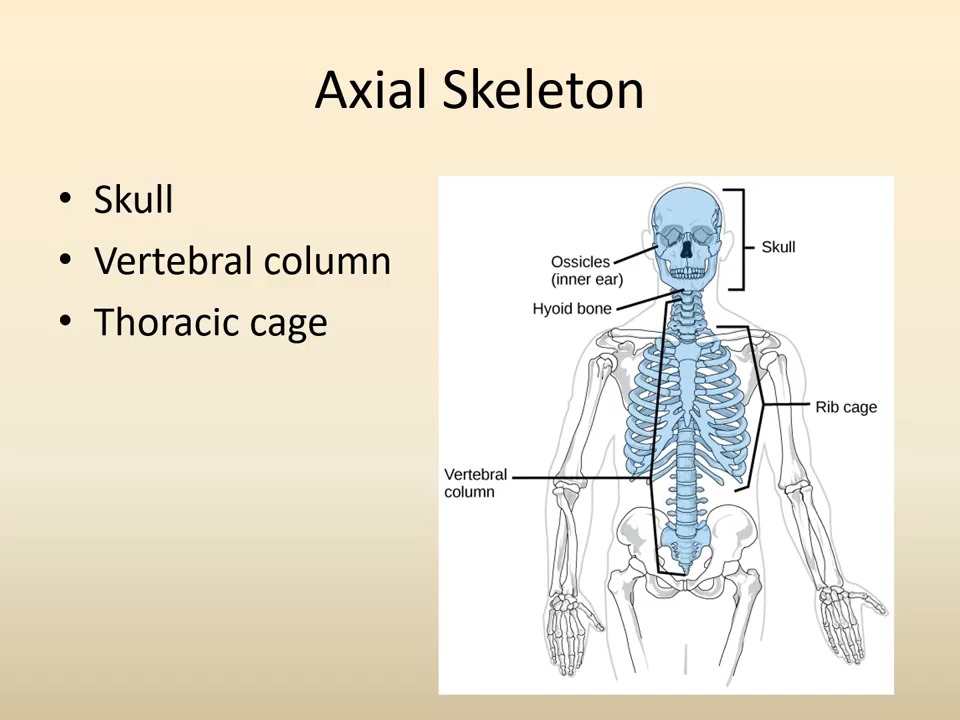 Axial Skeleton
• Skull
• Vertebral column
• Thoracic cage
Skull
Ossicles
(inner ear)
Hyoid bone
Rib cage
Vertebral
column